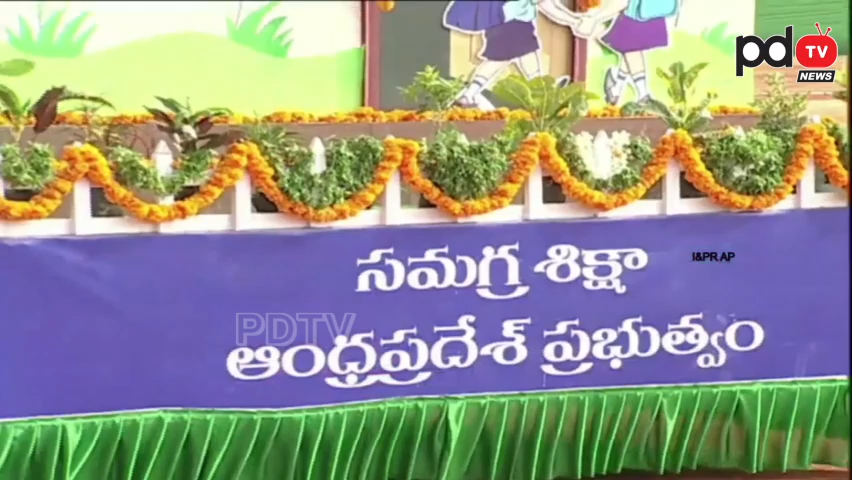 pd TV
NEWS
I&PR.AP
సమగ్ర శిక్షా
PDTV
ఆంధ్రప్రదేశ్ ప్రభుత్వం